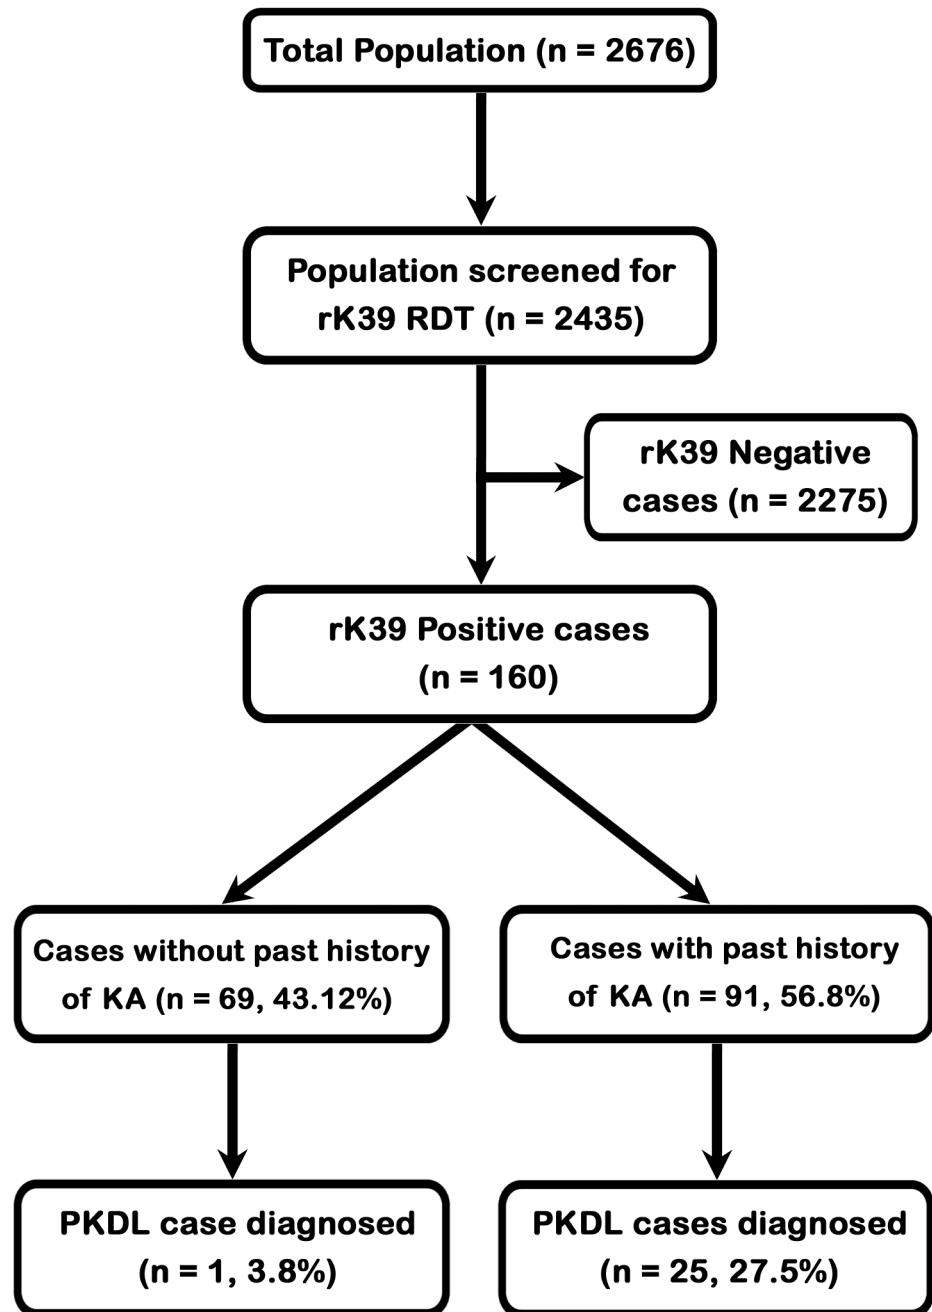 Total Population (n = 2676)
Population screened for
rK39 RDT (n = 2435)
rK39 Negative
cases (n = 2275)
rK39 Positive cases
(n = 160)
Cases without past history
of KA (n = 69, 43.12%)
Cases with past history
of KA (n = 91, 56.8%)
PKDL case diagnosed
(n = 1, 3.8%)
PKDL cases diagnosed
(n = 25, 27.5%)